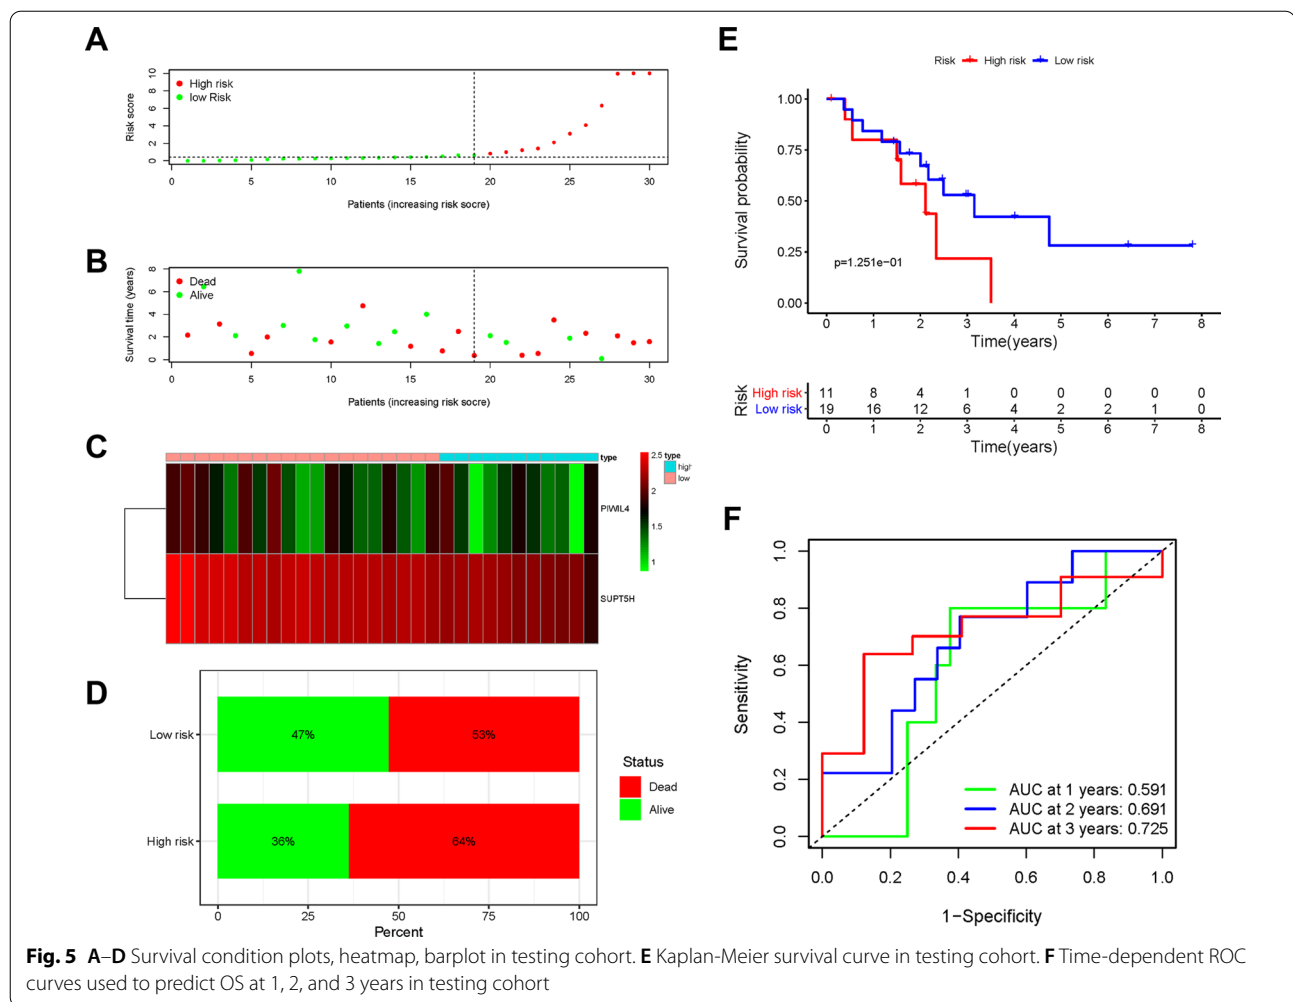 A
High risk
low Risk
Risk score
10
8
6
4
2
0
0 5 10 15 20 25 30
Patients (increasing risk socre)
B
Dead
Alive
Survival time (years)
8
6
4
2
0
0 5 10 15 20 25 30
Patients (increasing risk socre)
C
type
PIWIL4
SUPT5H
2.5
2
1.5
1
type
high
low
D
Low risk
47% 53%
High risk
36% 64%
0 25 50 75 100
Percent
Status
Dead
Alive
E
Risk High risk Low risk
Survival probability
1.00
0.75
0.50
0.25
0.00
p=1.251e−01
0 1 2 3 4 5 6 7 8
Time(years)
Risk
High risk 11 8 4 1 0 0 0 0 0
Low risk 19 16 12 6 4 2 2 1 0
0 1 2 3 4 5 6 7 8
Time(years)
F
Sensitivity
1.0
0.8
0.6
0.4
0.2
0.0
AUC at 1 years: 0.591
AUC at 2 years: 0.691
AUC at 3 years: 0.725
0.0 0.2 0.4 0.6 0.8 1.0
1−Specificity
Fig. 5 A–D Survival condition plots, heatmap, barplot in testing cohort. E Kaplan-Meier survival curve in testing cohort. F Time-dependent ROC
curves used to predict OS at 1, 2, and 3 years in testing cohort